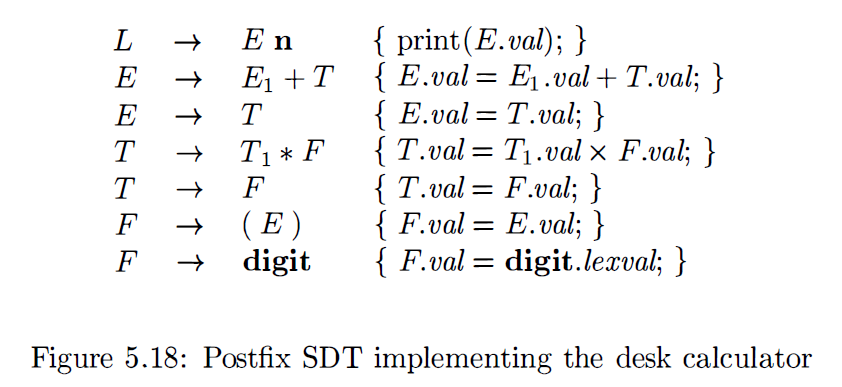 L → E n { print(E.val); }
E → E₁ + T { E.val = E₁.val + T.val; }
E → T { E.val = T.val; }
T → T₁ * F { T.val = T₁.val × F.val; }
T → F { T.val = F.val; }
F → ( E ) { F.val = E.val; }
F → digit { F.val = digit.lexval; }
Figure 5.18: Postfix SDT implementing the desk calculator